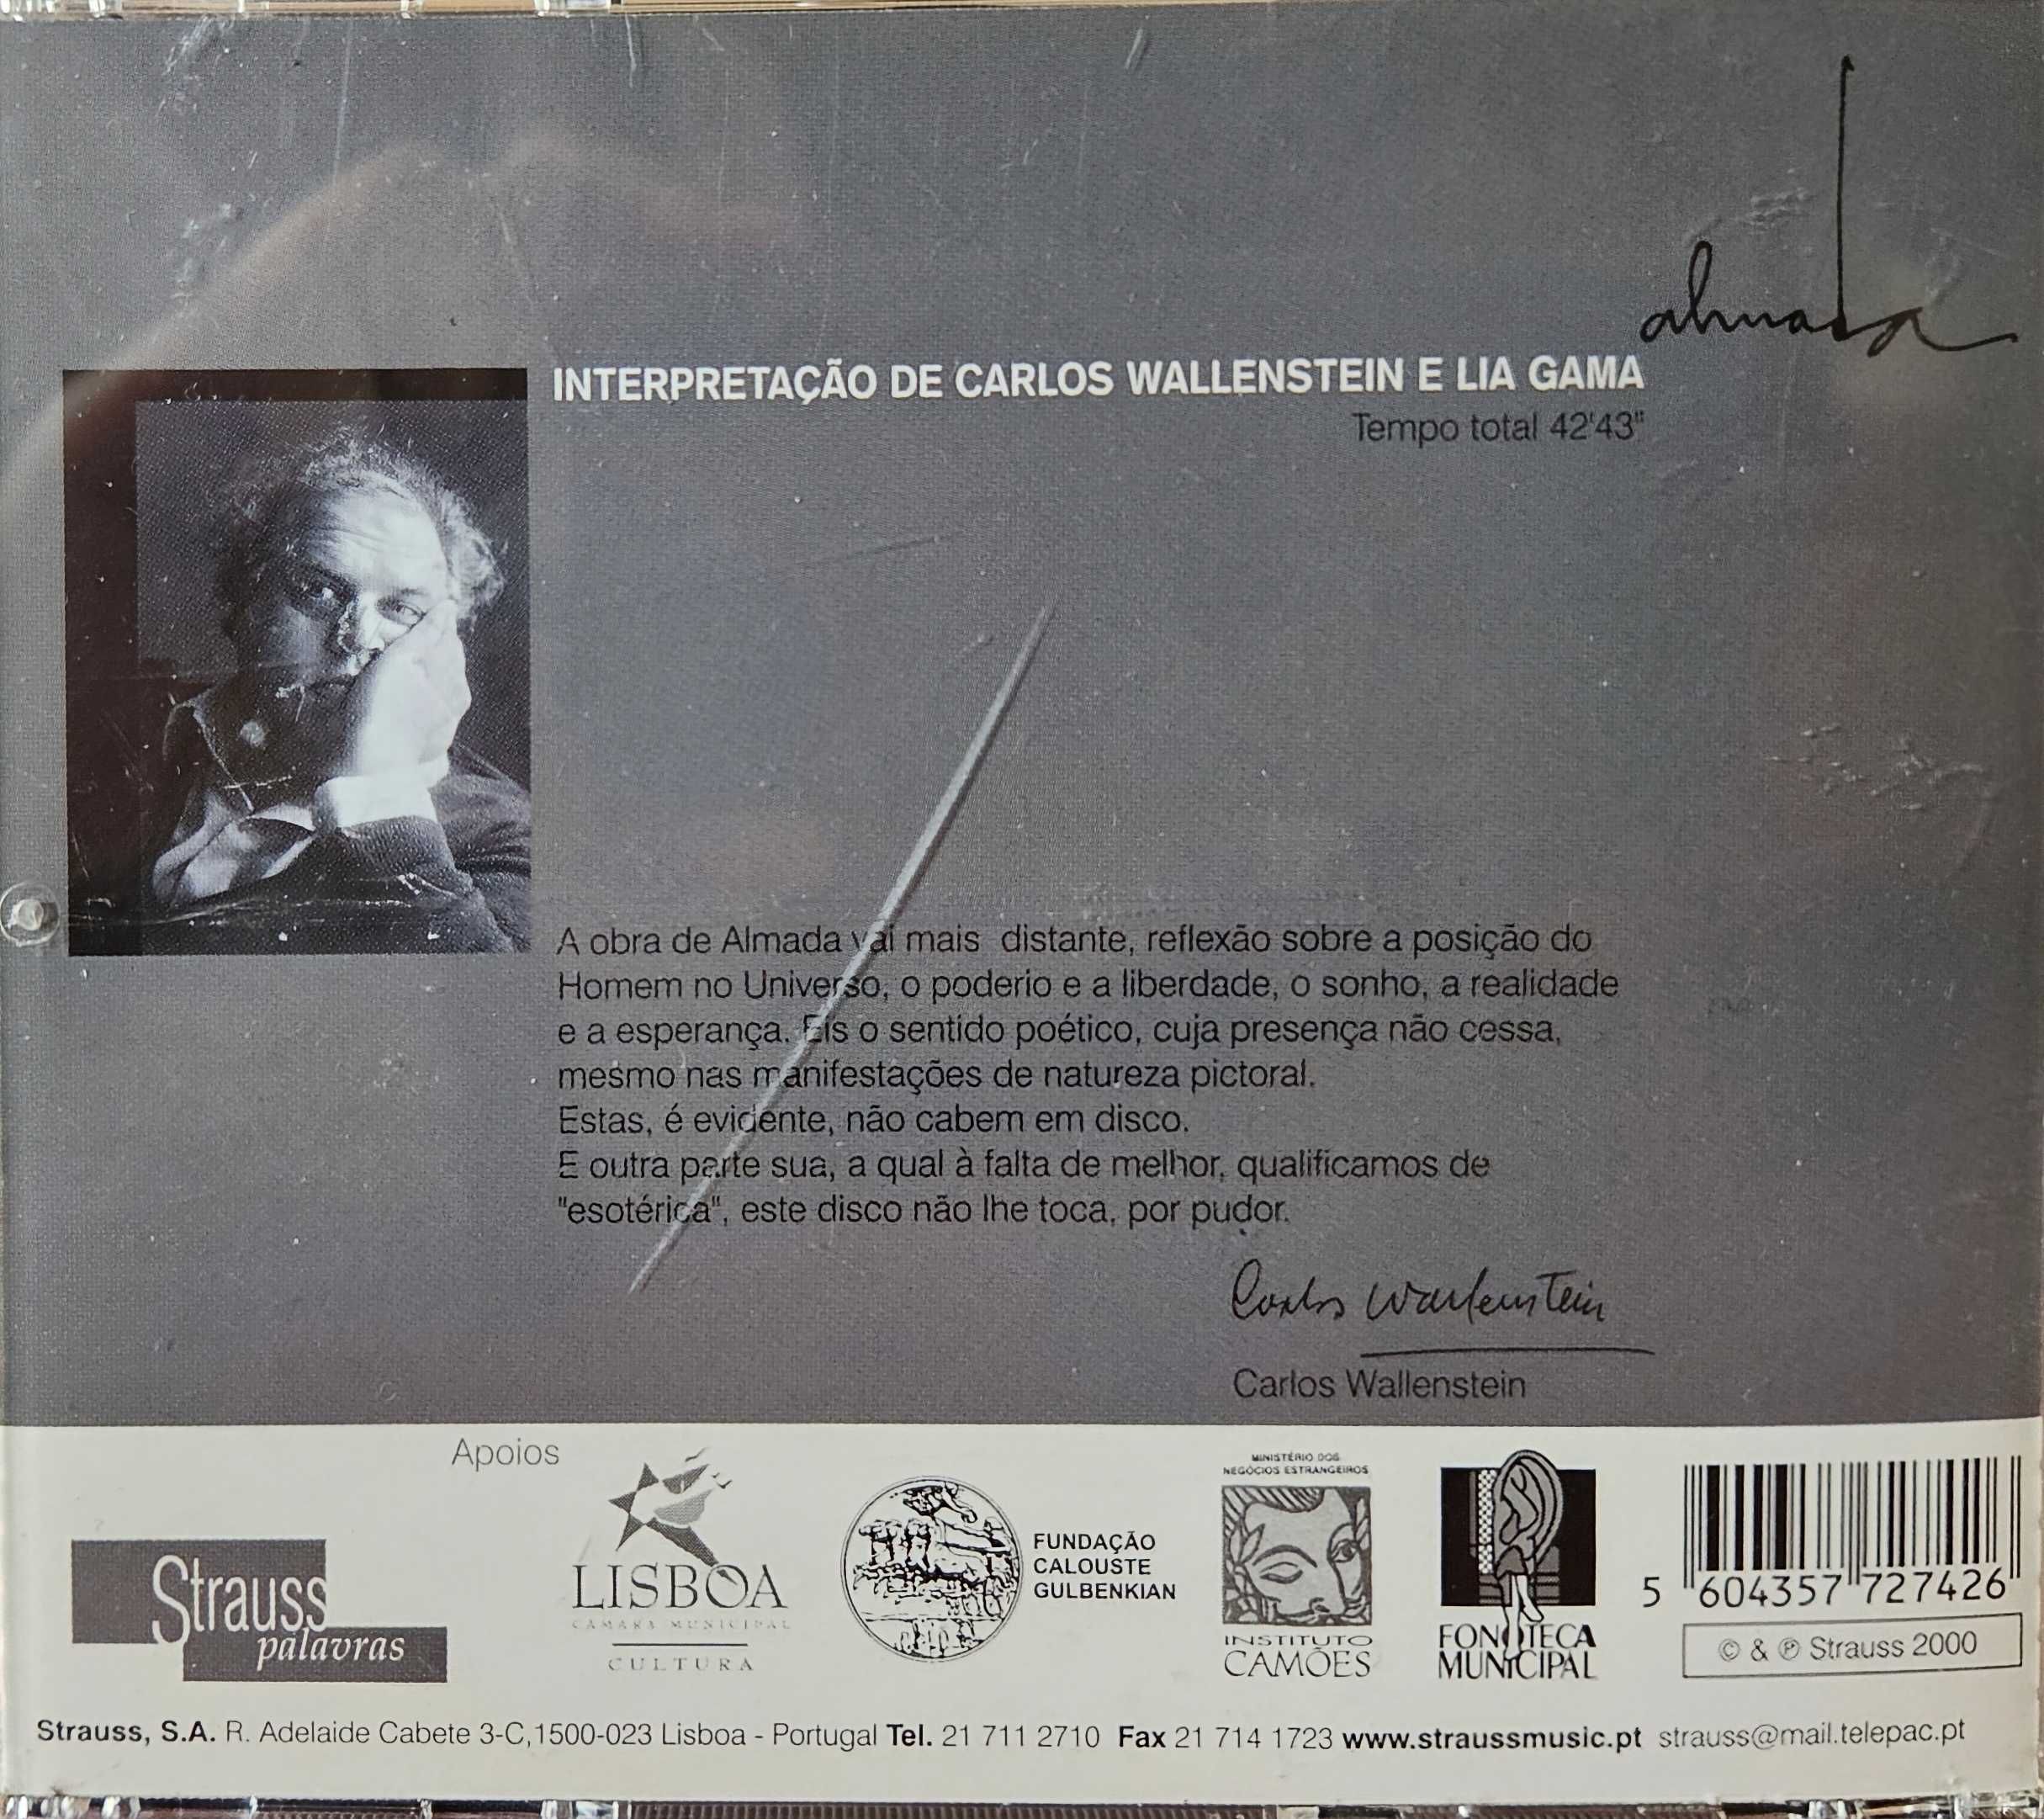 almada
INTERPRETAÇÃO DE CARLOS WALLENSTEIN E LIA GAMA
Tempo total 42'43"
A obra de Almada vai mais distante, reflexão sobre a posição do
Homem no Universo, o poderio e a liberdade, o sonho, a realidade
e a esperança. Eis o sentido poético, cuja presença não cessa,
mesmo nas manifestações de natureza pictoral.
Estas, é evidente, não cabem em disco.
E outra parte sua, a qual à falta de melhor, qualificamos de
"esotérica", este disco não lhe toca, por pudor.
Carlos Wallenstein
Carlos Wallenstein
Apoios
Strauss
palavras
LISBOA
CÂMARA MUNICIPAL
CULTURA
FUNDAÇÃO
CALOUSTE
GULBENKIAN
MINISTÉRIO DOS
NEGÓCIOS ESTRANGEIROS
INSTITUTO
CAMÕES
FONOTECA
MUNICIPAL
5 604357 727426
© & ℗ Strauss 2000
Strauss, S.A. R. Adelaide Cabete 3-C,1500-023 Lisboa - Portugal Tel. 21 711 2710 Fax 21 714 1723 www.straussmusic.pt strauss@mail.telepac.pt